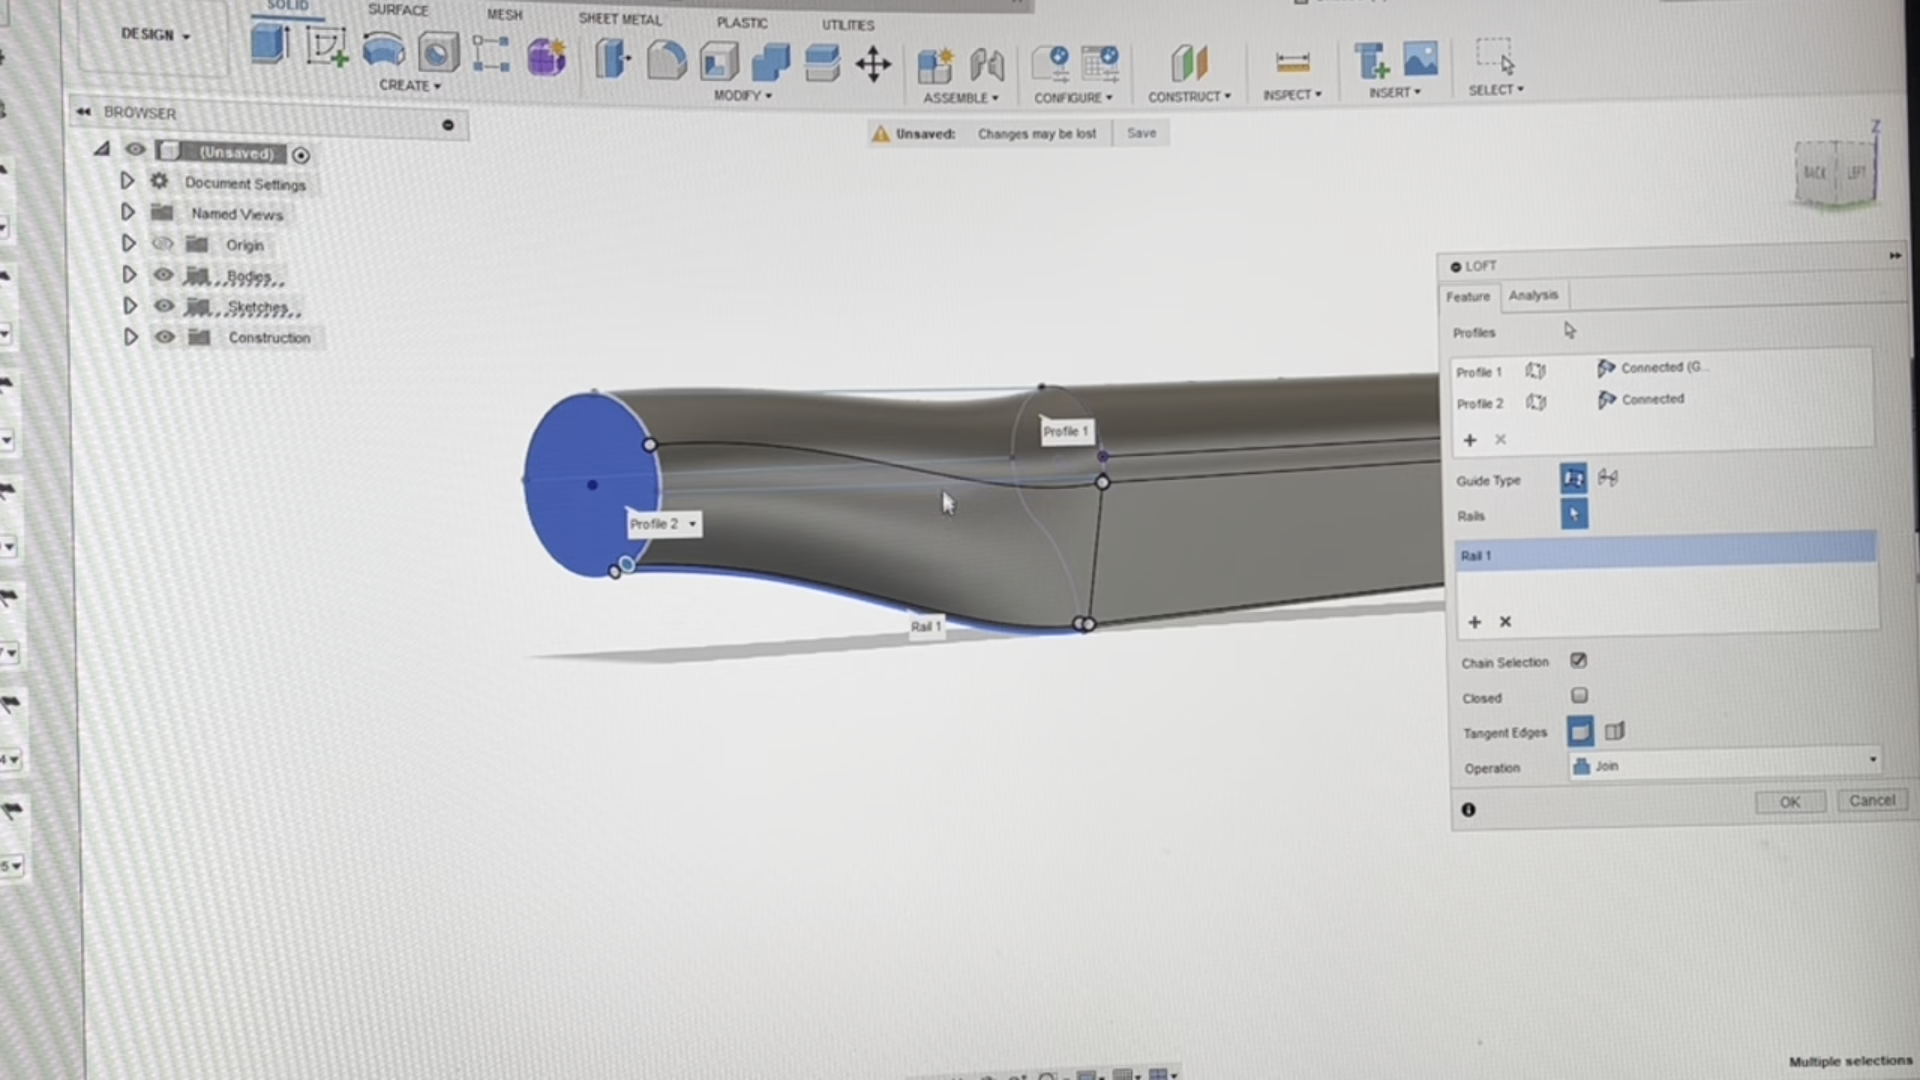 SOLID
SURFACE
MESH
SHEET METAL
PLASTIC
UTILITIES
DESIGN
CREATE
MODIFY
ASSEMBLE
CONFIGURE
CONSTRUCT
INSPECT
INSERT
SELECT
BROWSER
Unsaved: Changes may be lost Save
(Unsaved)
Document Settings
Named Views
Origin
Bodies
Sketches
Construction
Z
BACK
LEFT
LOFT
Feature Analysis
Profiles
Profile 1 Connected (G...
Profile 2 Connected
Guide Type
Rails
Rail 1
Chain Selection
Closed
Tangent Edges
Operation Join
OK Cancel
Profile 1
Profile 2
Rail 1
Multiple selections